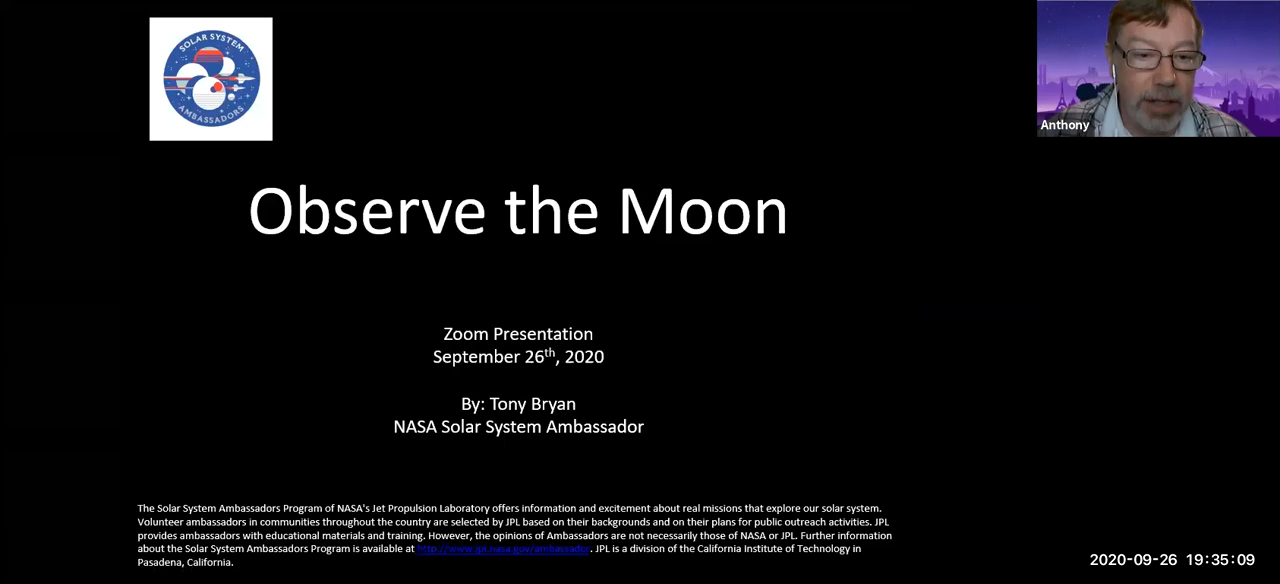 SOLAR SYSTEM
AMBASSADORS
Anthony
Observe the Moon
Zoom Presentation
September 26th, 2020
By: Tony Bryan
NASA Solar System Ambassador
The Solar System Ambassadors Program of NASA's Jet Propulsion Laboratory offers information and excitement about real missions that explore our solar system.
Volunteer ambassadors in communities throughout the country are selected by JPL based on their backgrounds and on their plans for public outreach activities. JPL
provides ambassadors with educational materials and training. However, the opinions of Ambassadors are not necessarily those of NASA or JPL. Further information
about the Solar System Ambassadors Program is available at http://www.jpl.nasa.gov/ambassador. JPL is a division of the California Institute of Technology in
Pasadena, California.
2020-09-26 19:35:09